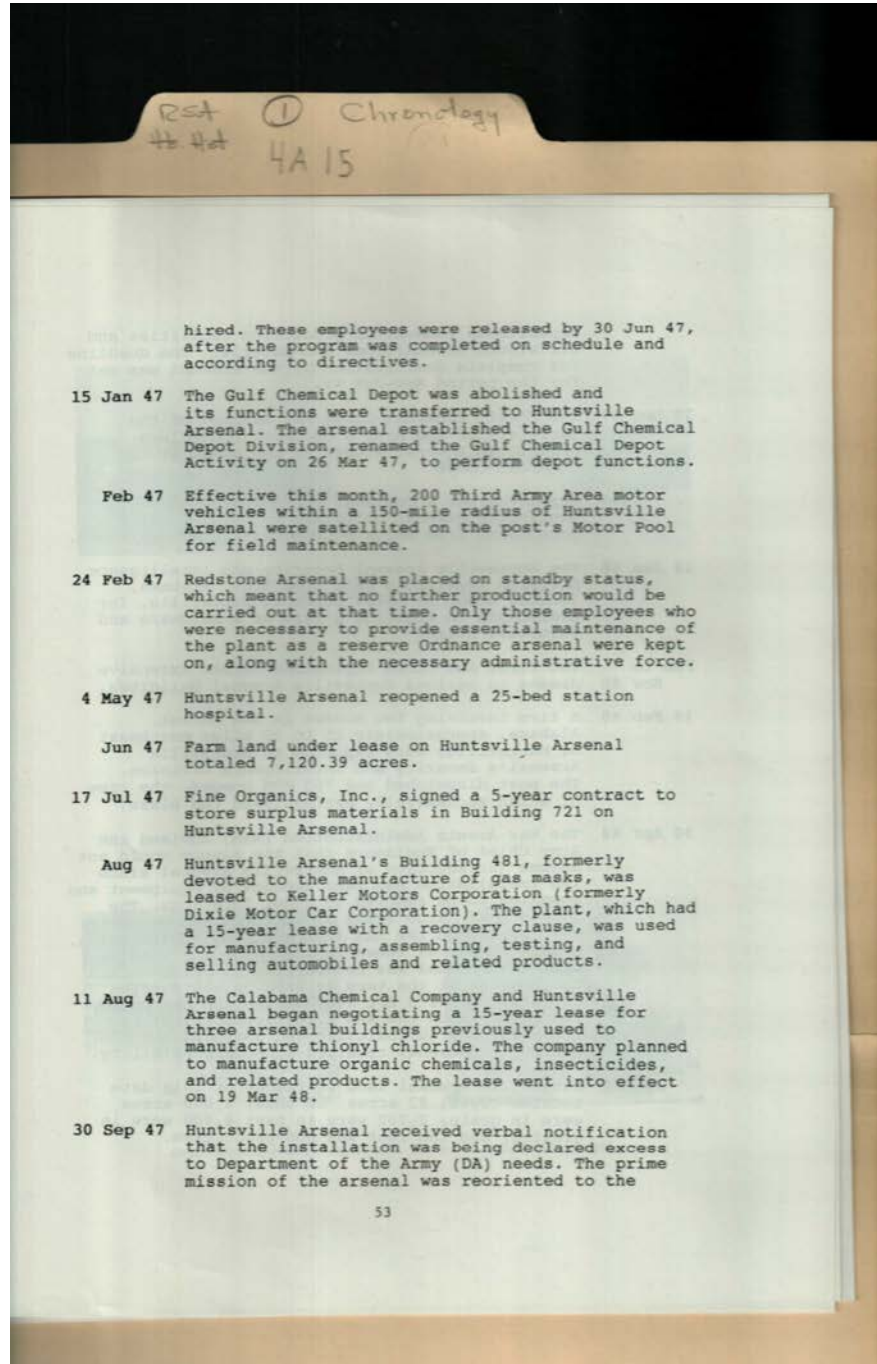 RSA ① Chronology
4A 15
hired. These employees were released by 30 Jun 47,
after the program was completed on schedule and
according to directives.
15 Jan 47 The Gulf Chemical Depot was abolished and
its functions were transferred to Huntsville
Arsenal. The arsenal established the Gulf Chemical
Depot Division, renamed the Gulf Chemical Depot
Activity on 26 Mar 47, to perform depot functions.
Feb 47 Effective this month, 200 Third Army Area motor
vehicles within a 150-mile radius of Huntsville
Arsenal were satellited on the post's Motor Pool
for field maintenance.
24 Feb 47 Redstone Arsenal was placed on standby status,
which meant that no further production would be
carried out at that time. Only those employees who
were necessary to provide essential maintenance of
the plant as a reserve Ordnance arsenal were kept
on, along with the necessary administrative force.
4 May 47 Huntsville Arsenal reopened a 25-bed station
hospital.
Jun 47 Farm land under lease on Huntsville Arsenal
totaled 7,120.39 acres.
17 Jul 47 Fine Organics, Inc., signed a 5-year contract to
store surplus materials in Building 721 on
Huntsville Arsenal.
Aug 47 Huntsville Arsenal's Building 481, formerly
devoted to the manufacture of gas masks, was
leased to Keller Motors Corporation (formerly
Dixie Motor Car Corporation). The plant, which had
a 15-year lease with a recovery clause, was used
for manufacturing, assembling, testing, and
selling automobiles and related products.
11 Aug 47 The Calabama Chemical Company and Huntsville
Arsenal began negotiating a 15-year lease for
three arsenal buildings previously used to
manufacture thionyl chloride. The company planned
to manufacture organic chemicals, insecticides,
and related products. The lease went into effect
on 19 Mar 48.
30 Sep 47 Huntsville Arsenal received verbal notification
that the installation was being declared excess
to Department of the Army (DA) needs. The prime
mission of the arsenal was reoriented to the
53